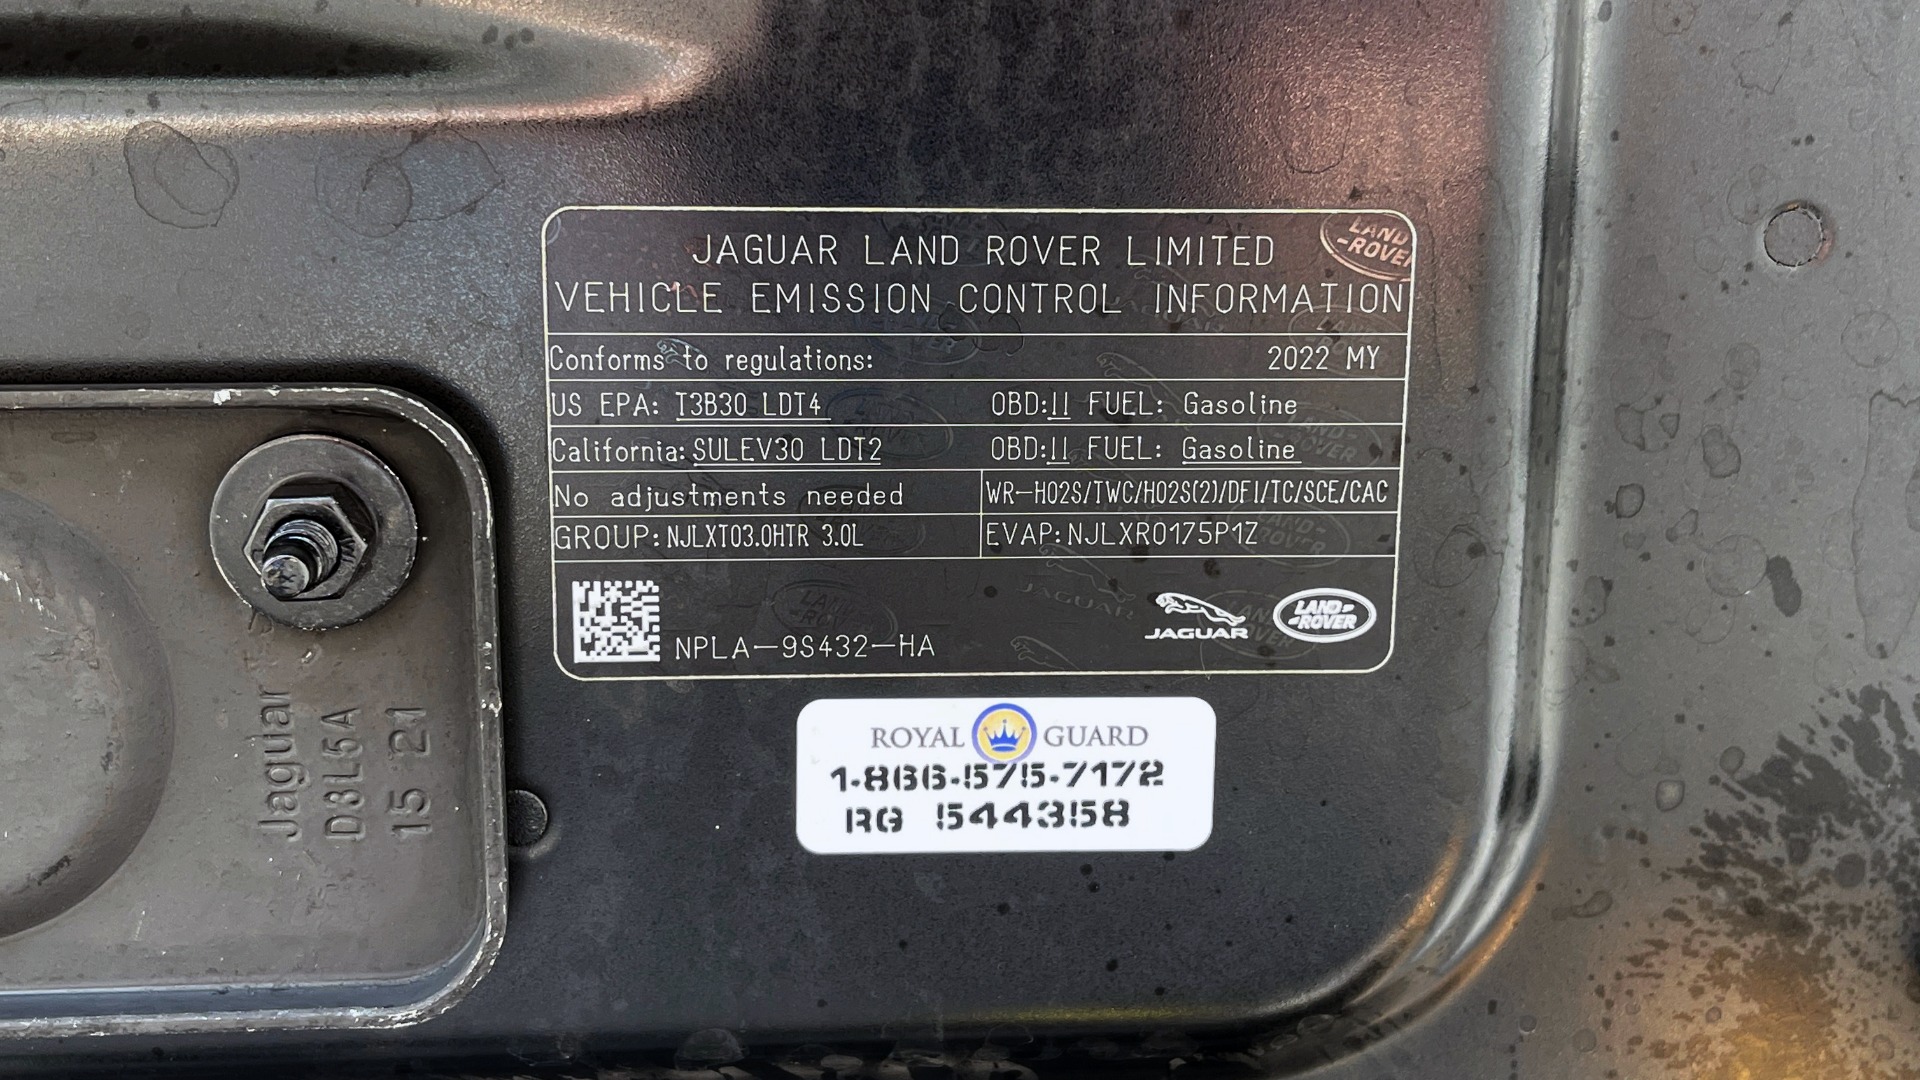 JAGUAR LAND ROVER LIMITED
LAND
-ROVER
VEHICLE EMISSION CONTROL INFORMATION
Conforms to regulations: 2022 MY
US EPA: T3B30 LDT4 OBD:II FUEL: Gasoline
California: SULEV30 LDT2 OBD:II FUEL: Gasoline
No adjustments needed WR-HO2S/TWC/HO2S(2)/DFI/TC/SCE/CAC
GROUP: NJLXT03.0HTR 3.0L EVAP: NJLXR0175P1Z
NPLA-9S432-HA
JAGUAR
LAND-
-ROVER
ROYAL GUARD
1-866-575-7172
RG 544358
Jaguar
D3L5A
15 21